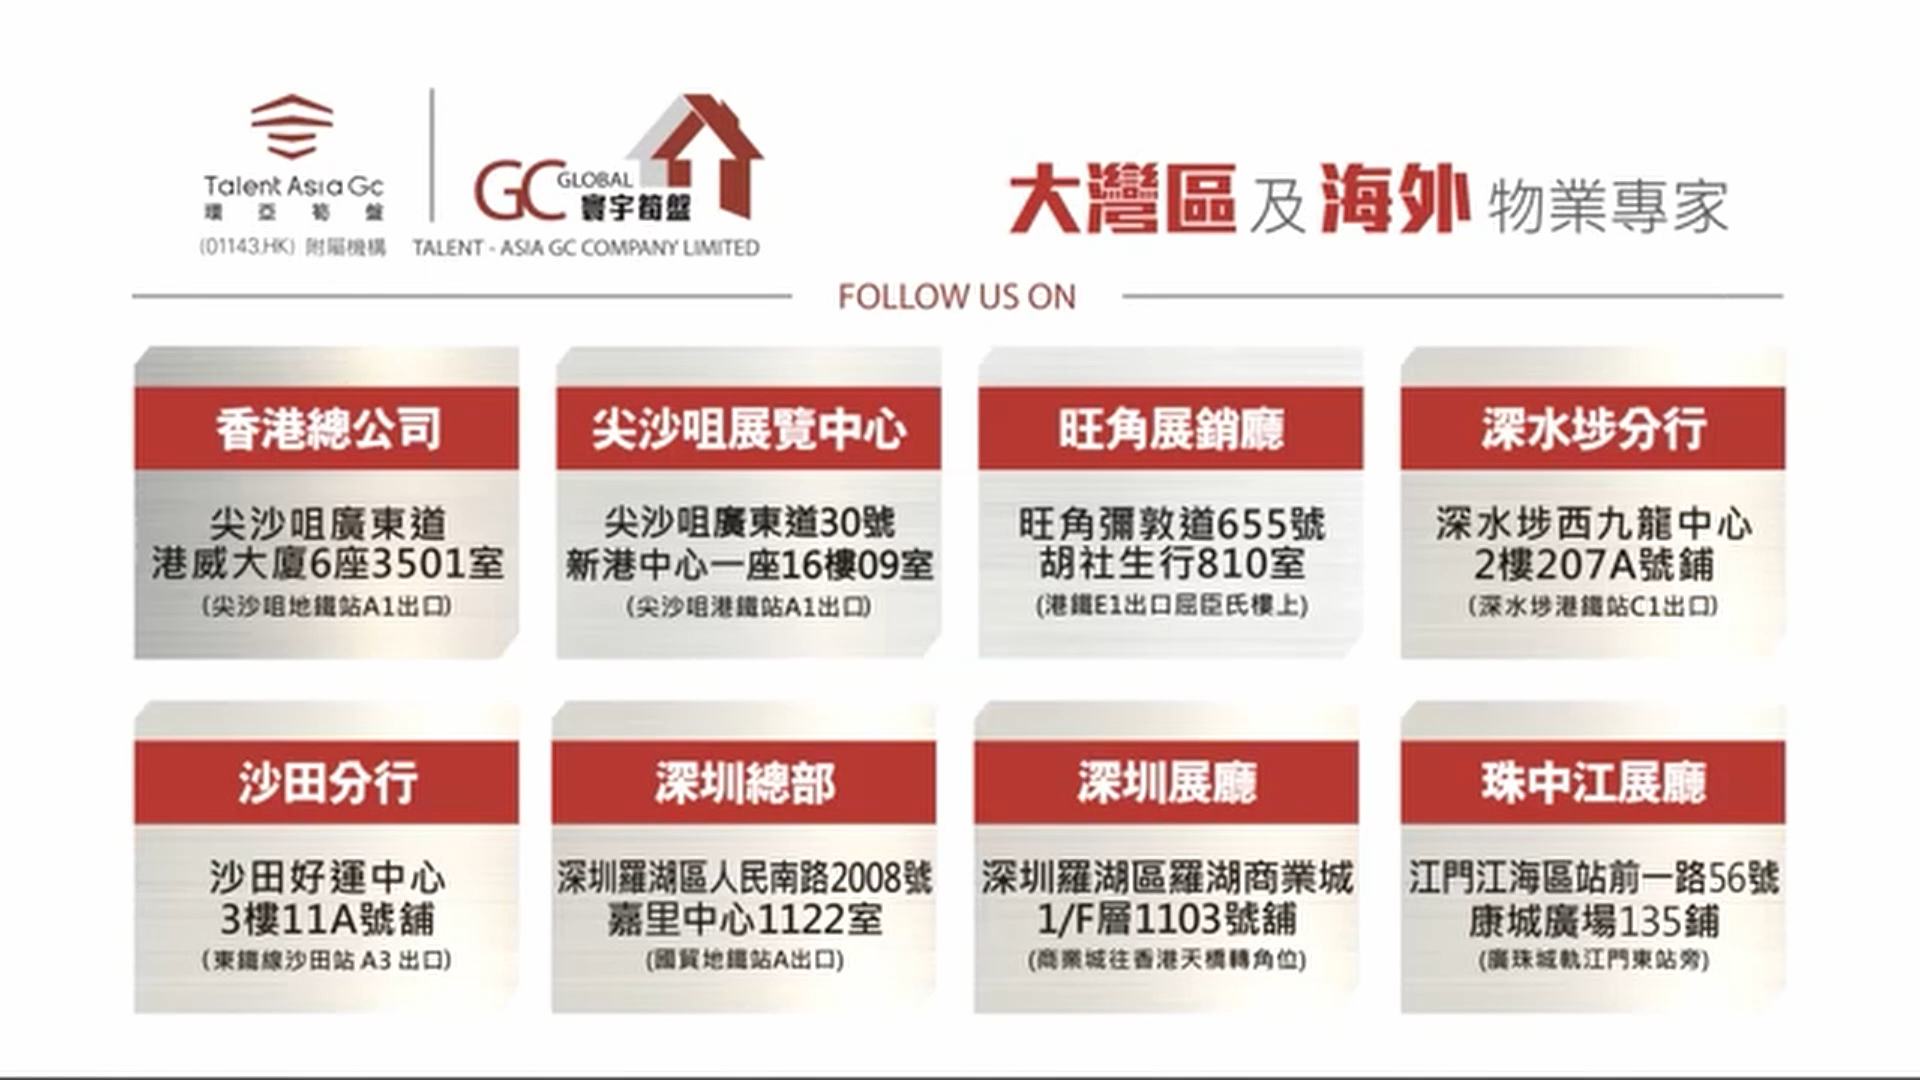 Talent Asia Gc
環亞筍盤
(01143.HK) 附屬機構
GC GLOBAL
寰宇筍盤
TALENT - ASIA GC COMPANY LIMITED
大灣區及海外物業專家
FOLLOW US ON
香港總公司
尖沙咀廣東道
港威大廈6座3501室
(尖沙咀地鐵站A1出口)
尖沙咀展覽中心
尖沙咀廣東道30號
新港中心一座16樓09室
(尖沙咀港鐵站A1出口)
旺角展銷廳
旺角彌敦道655號
胡社生行810室
(港鐵E1出口屈臣氏樓上)
深水埗分行
深水埗西九龍中心
2樓207A號鋪
(深水埗港鐵站C1出口)
沙田分行
沙田好運中心
3樓11A號舖
(東鐵線沙田站 A3 出口)
深圳總部
深圳羅湖區人民南路2008號
嘉里中心1122室
(國貿地鐵站A出口)
深圳展廳
深圳羅湖區羅湖商業城
1/F層1103號舖
(商業城往香港天橋轉角位)
珠中江展廳
江門江海區站前一路56號
康城廣場135鋪
(廣珠城軌江門東站旁)